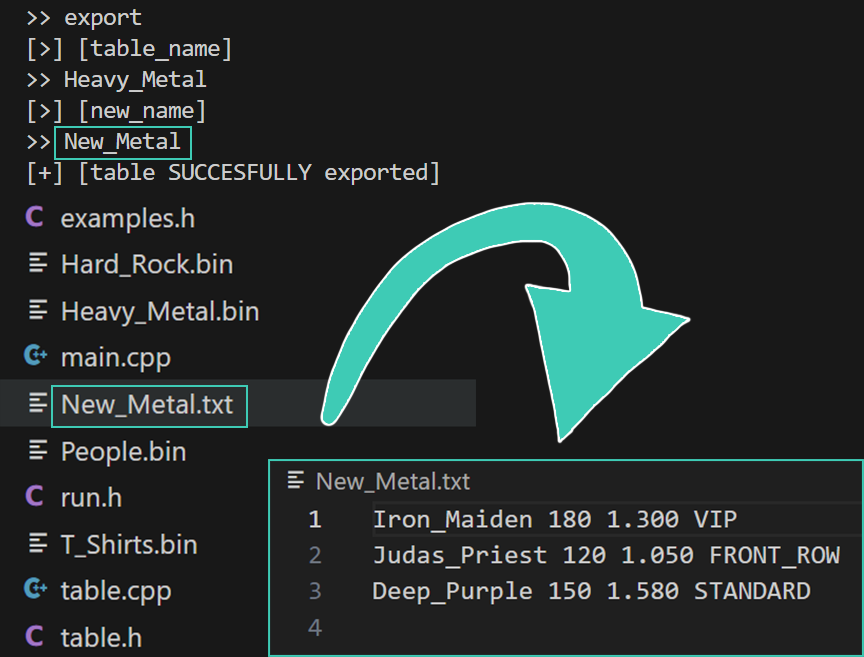 >> export
[>] [table_name]
>> Heavy_Metal
[>] [new_name]
>> New_Metal
[+] [table SUCCESFULLY exported]
C examples.h
Hard_Rock.bin
Heavy_Metal.bin
C++ main.cpp
New_Metal.txt
People.bin
C run.h
T_Shirts.bin
C++ table.cpp
C table.h
New_Metal.txt
1 Iron_Maiden 180 1.300 VIP
2 Judas_Priest 120 1.050 FRONT_ROW
3 Deep_Purple 150 1.580 STANDARD
4